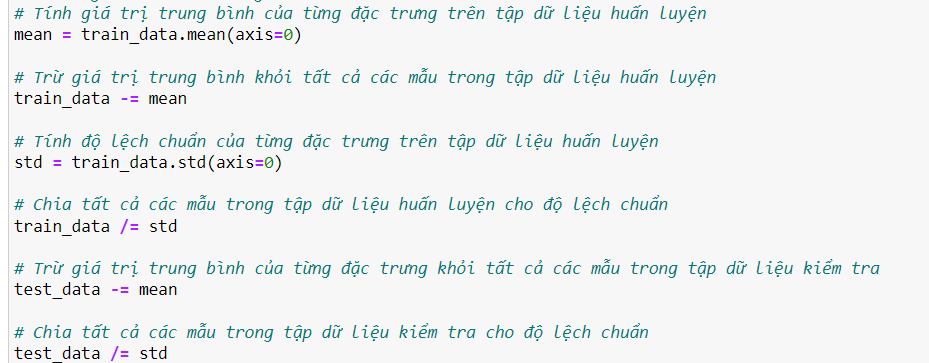 # Tính giá trị trung bình của từng đặc trưng trên tập dữ liệu huấn luyện
mean = train_data.mean(axis=0)
# Trừ giá trị trung bình khỏi tất cả các mẫu trong tập dữ liệu huấn luyện
train_data -= mean
# Tính độ lệch chuẩn của từng đặc trưng trên tập dữ liệu huấn luyện
std = train_data.std(axis=0)
# Chia tất cả các mẫu trong tập dữ liệu huấn luyện cho độ lệch chuẩn
train_data /= std
# Trừ giá trị trung bình của từng đặc trưng khỏi tất cả các mẫu trong tập dữ liệu kiểm tra
test_data -= mean
# Chia tất cả các mẫu trong tập dữ liệu kiểm tra cho độ lệch chuẩn
test_data /= std